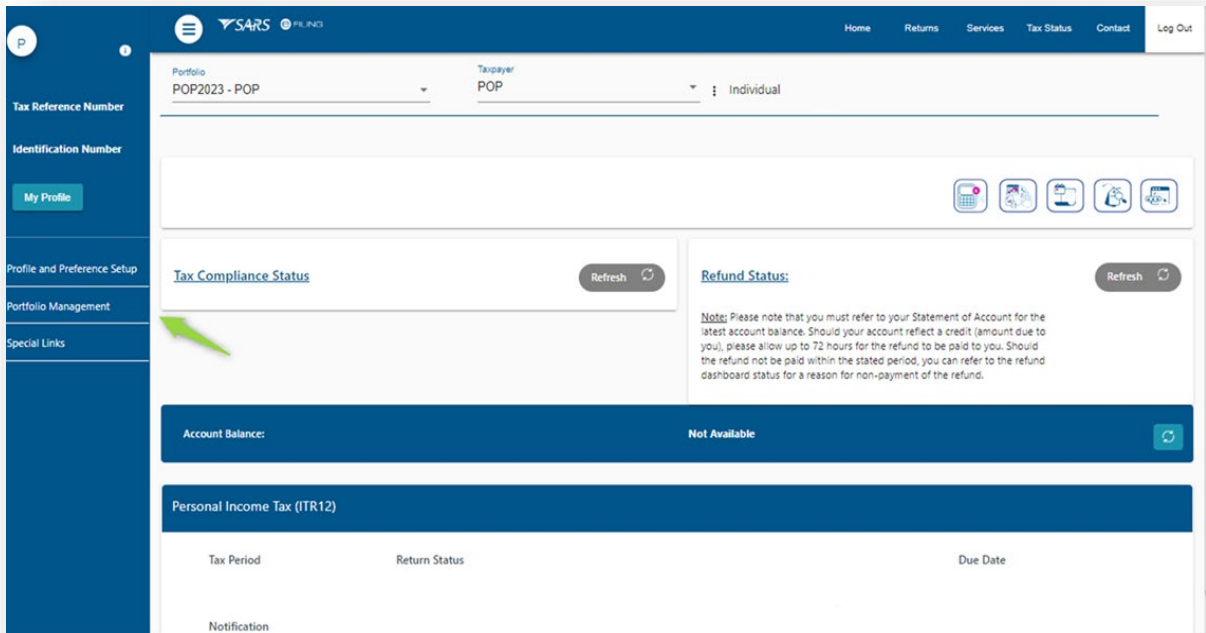 P
i
SARS eFILING
Home
Returns
Services
Tax Status
Contact
Log Out
Tax Reference Number
Identification Number
My Profile
Profile and Preference Setup
Portfolio Management
Special Links
Portfolio
POP2023 - POP
Taxpayer
POP
Individual
Tax Compliance Status
Refresh
Refund Status:
Refresh
Note: Please note that you must refer to your Statement of Account for the
latest account balance. Should your account reflect a credit (amount due to
you), please allow up to 72 hours for the refund to be paid to you. Should
the refund not be paid within the stated period, you can refer to the refund
dashboard status for a reason for non-payment of the refund.
Account Balance:
Not Available
Personal Income Tax (ITR12)
Tax Period
Return Status
Due Date
Notification